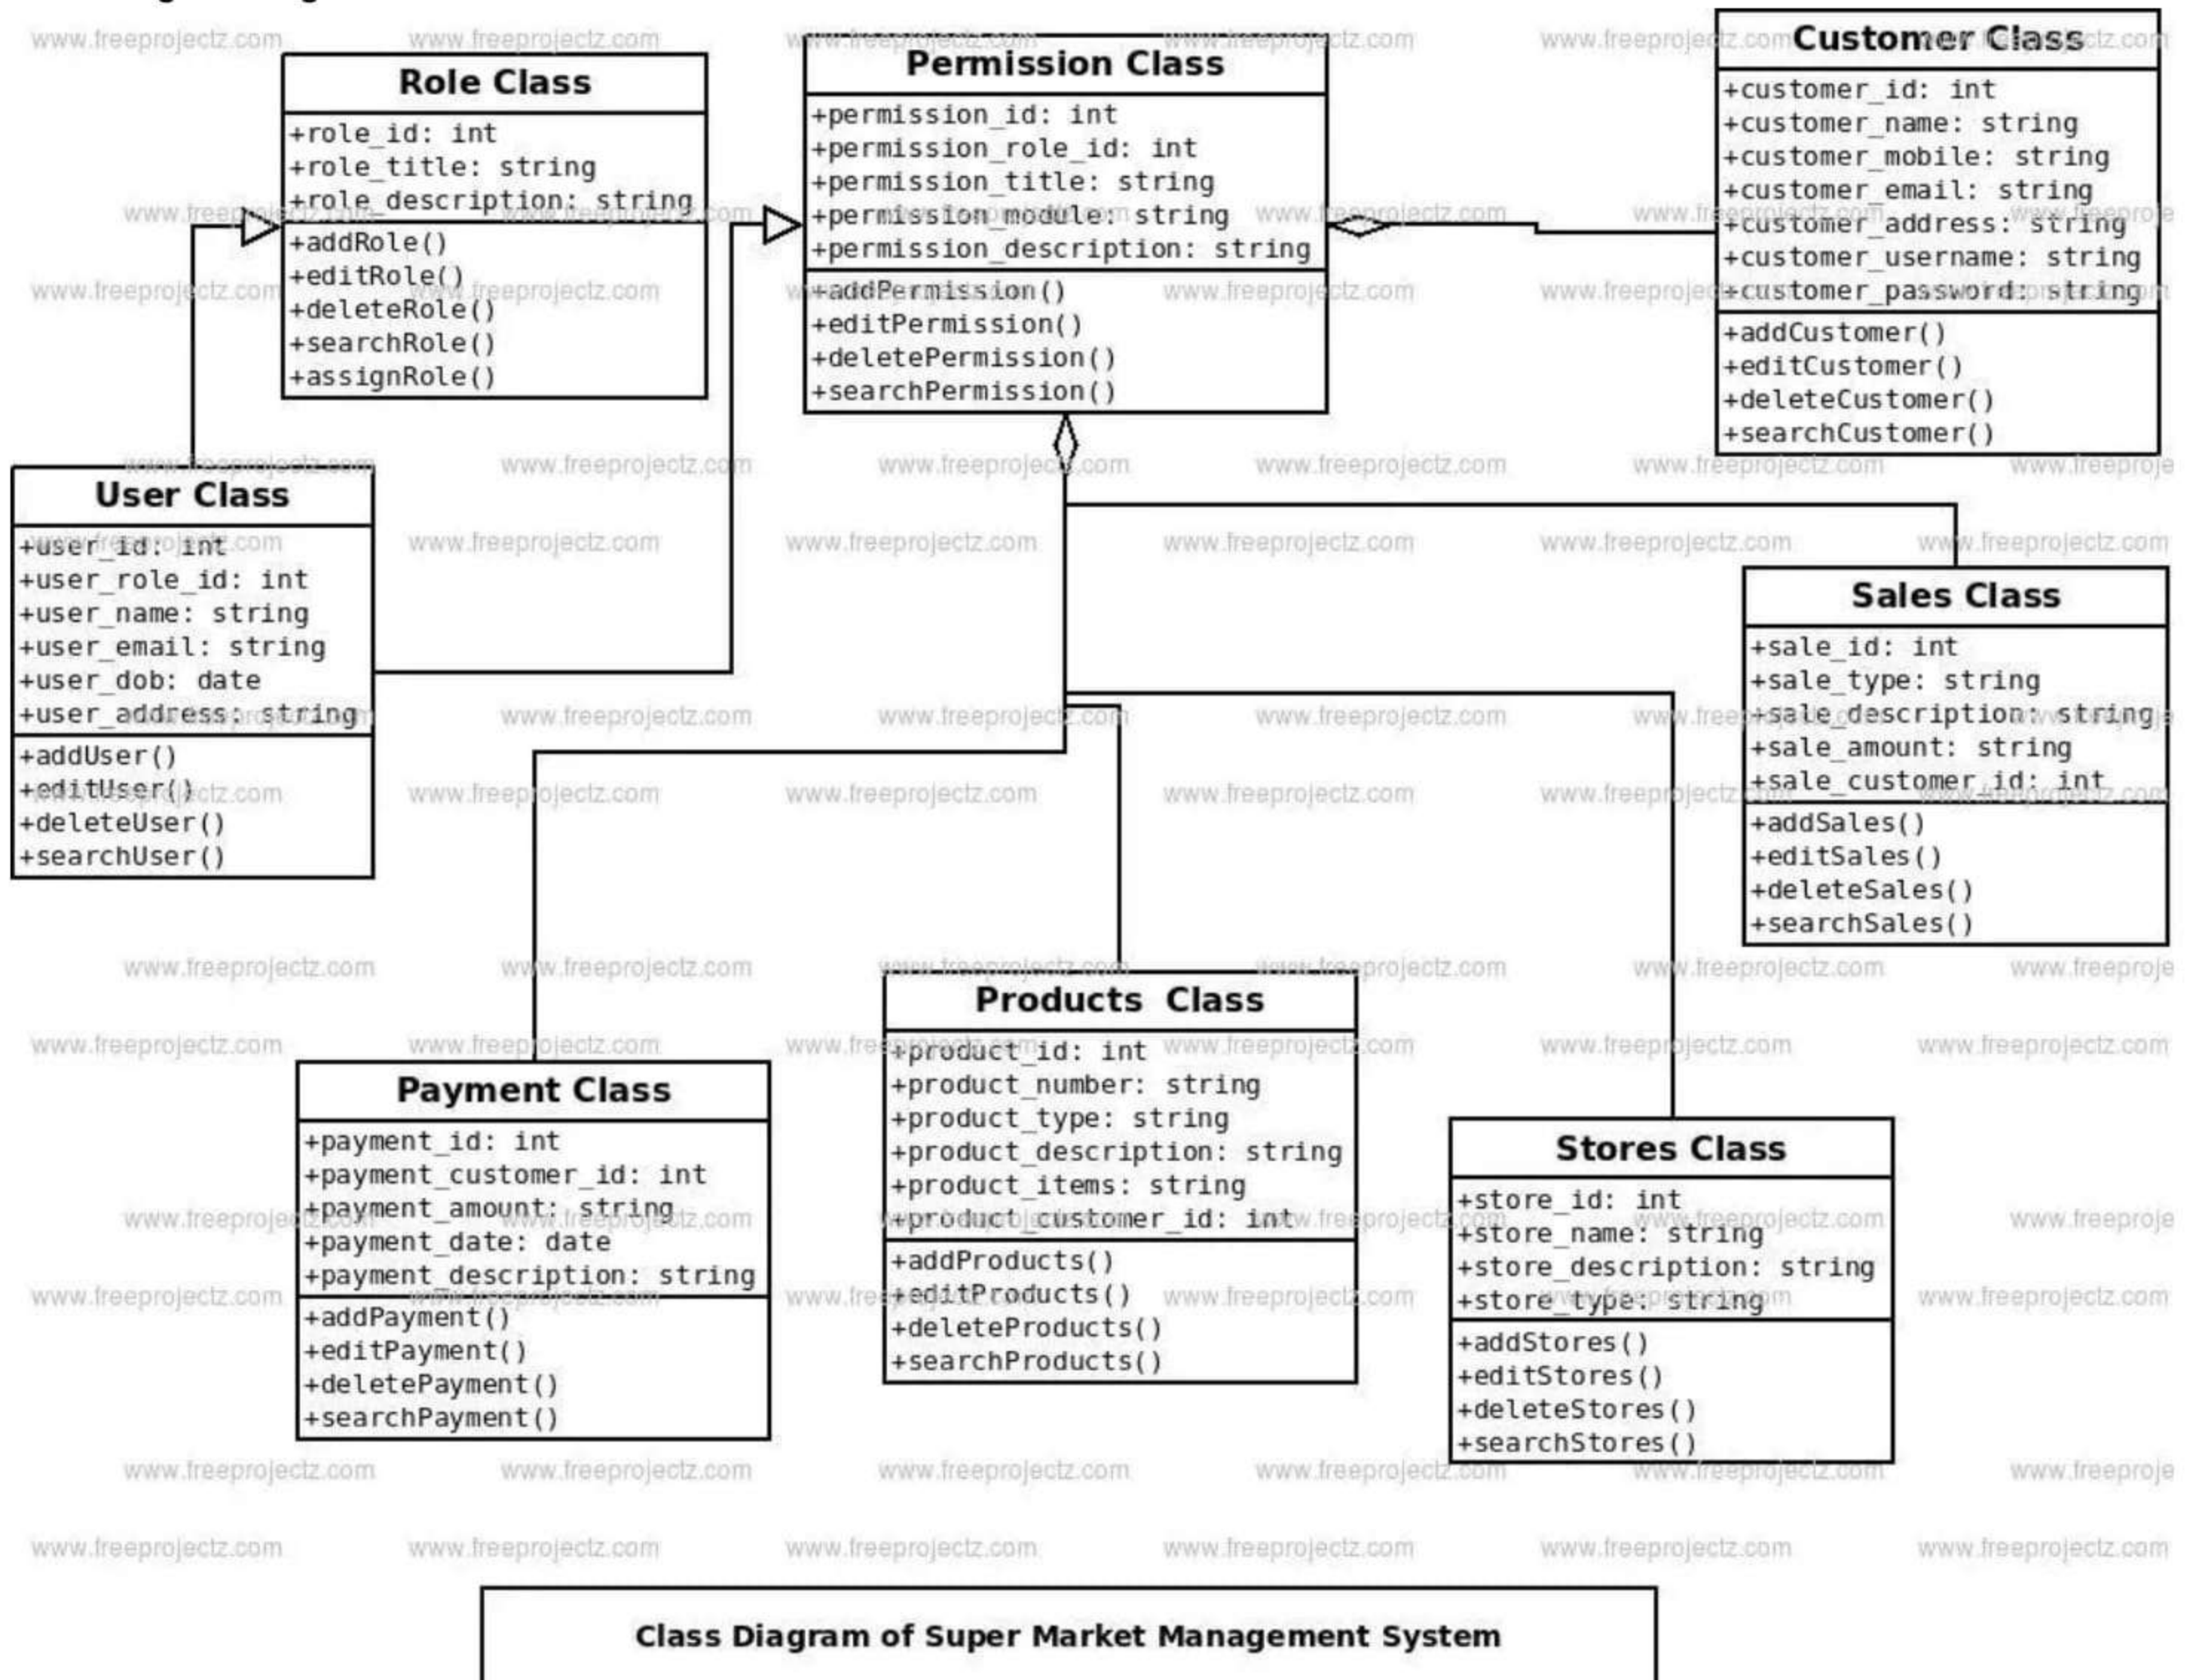 Role Class
+role_id: int
+role_title: string
+role_description: string
+addRole()
+editRole()
+deleteRole()
+searchRole()
+assignRole()
Permission Class
+permission_id: int
+permission_role_id: int
+permission_title: string
+permission_module: string
+permission_description: string
+addPermission()
+editPermission()
+deletePermission()
+searchPermission()
Customer Class
+customer_id: int
+customer_name: string
+customer_mobile: string
+customer_email: string
+customer_address: string
+customer_username: string
+customer_password: string
+addCustomer()
+editCustomer()
+deleteCustomer()
+searchCustomer()
User Class
+user_id: int
+user_role_id: int
+user_name: string
+user_email: string
+user_dob: date
+user_address: string
+addUser()
+editUser()
+deleteUser()
+searchUser()
Sales Class
+sale_id: int
+sale_type: string
+sale_description: string
+sale_amount: string
+sale_customer_id: int
+addSales()
+editSales()
+deleteSales()
+searchSales()
Payment Class
+payment_id: int
+payment_customer_id: int
+payment_amount: string
+payment_date: date
+payment_description: string
+addPayment()
+editPayment()
+deletePayment()
+searchPayment()
Products  Class
+product_id: int
+product_number: string
+product_type: string
+product_description: string
+product_items: string
+product_customer_id: int
+addProducts()
+editProducts()
+deleteProducts()
+searchProducts()
Stores Class
+store_id: int
+store_name: string
+store_description: string
+store_type: string
+addStores()
+editStores()
+deleteStores()
+searchStores()
Class Diagram of Super Market Management System
www.freeprojectz.com